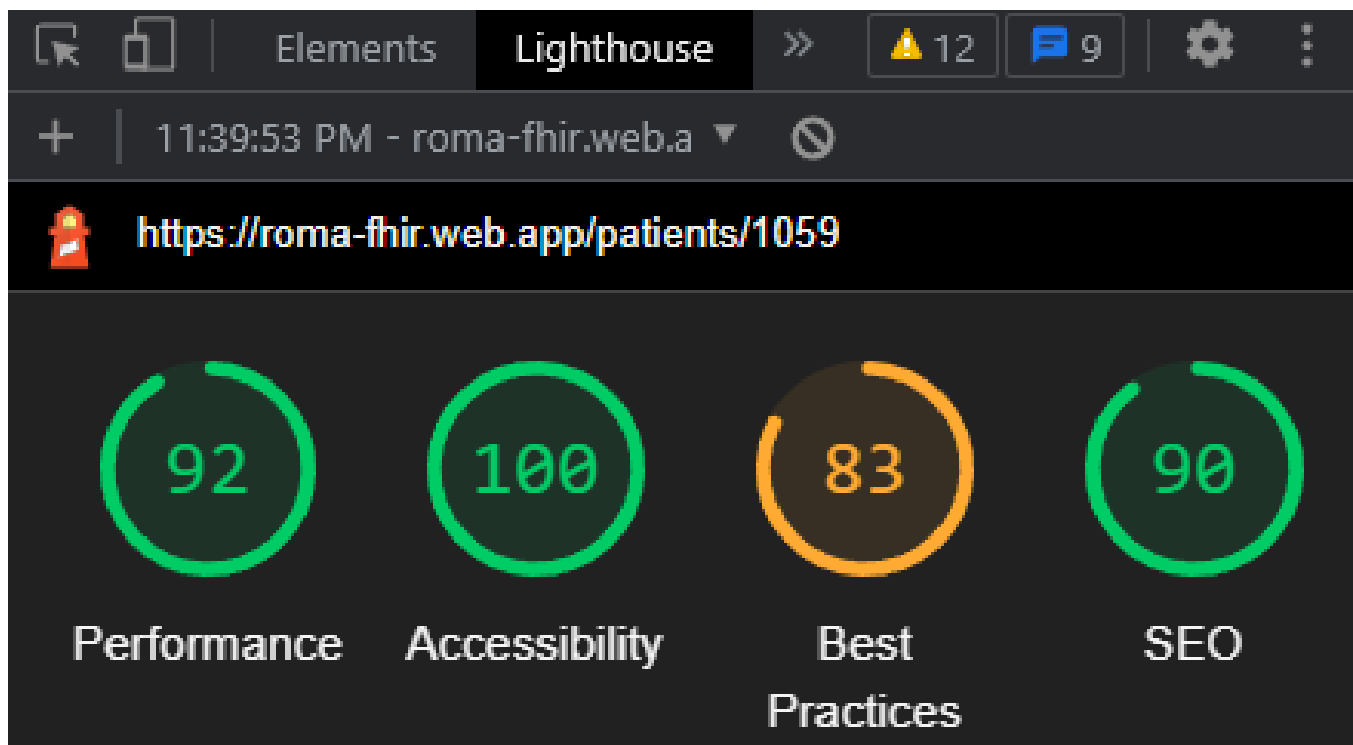 Elements Lighthouse 12 9
11:39:53 PM - roma-fhir.web.a
https://roma-fhir.web.app/patients/1059
92 100 83 90
Performance Accessibility Best SEO
Practices